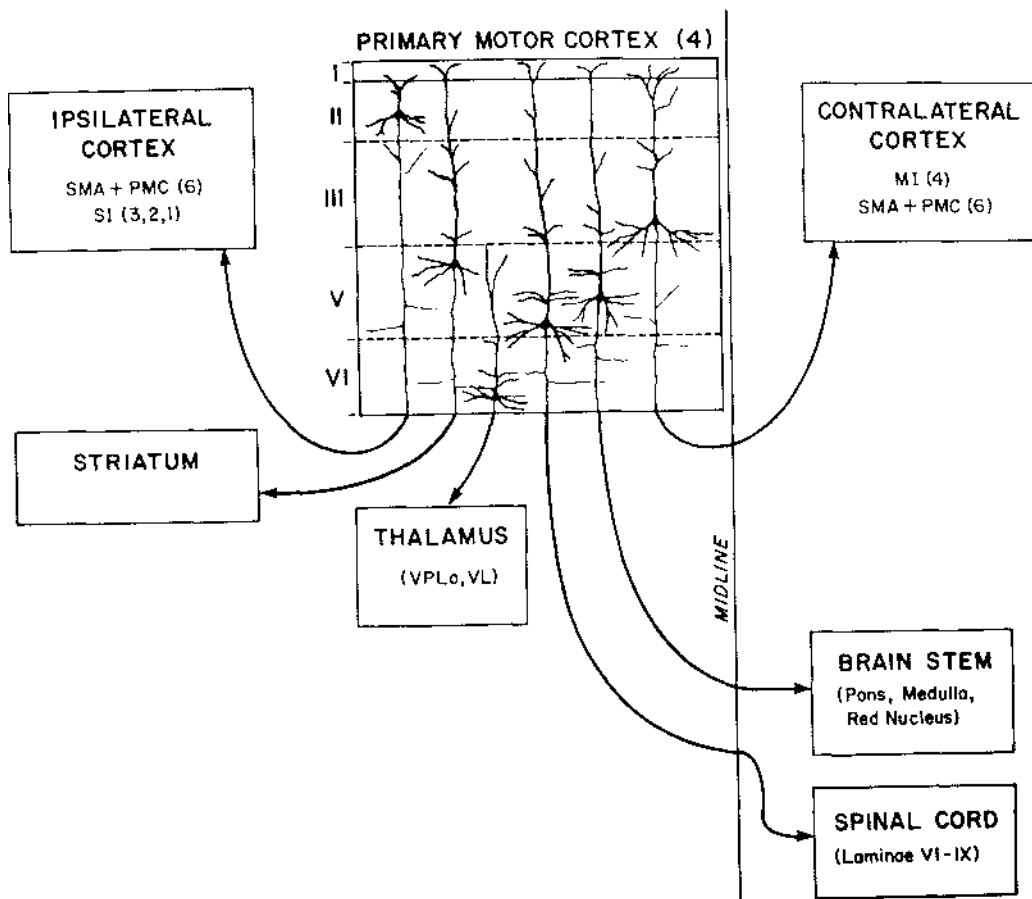 PRIMARY MOTOR CORTEX (4)
I
II
III
V
VI
IPSILATERAL
CORTEX
SMA + PMC (6)
SI (3,2,1)
CONTRALATERAL
CORTEX
MI (4)
SMA + PMC (6)
STRIATUM
THALAMUS
(VPLo, VL)
MIDLINE
BRAIN STEM
(Pons, Medulla,
Red Nucleus)
SPINAL CORD
(Laminae VI-IX)